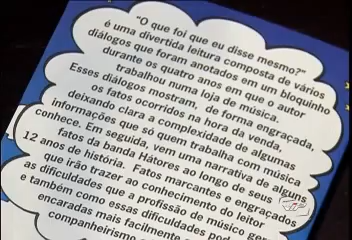 "O que foi que eu disse mesmo?"
é uma divertida leitura composta de vários
diálogos que foram anotados em um bloquinho
durante os quatro anos em que o autor
trabalhou numa loja de música.
Esses diálogos mostram, de forma engraçada,
os fatos ocorridos na hora da venda,
deixando clara a complexidade de algumas
informações que só quem trabalha com música
conhece. Em seguida, vem uma narrativa de alguns
fatos da banda Hátores ao longo de seus
12 anos de história. Fatos marcantes e engraçados
que irão trazer ao conhecimento do leitor
as dificuldades que a profissão de músico
e também como essas dificuldades
encaradas mais facilmente
companheirismo